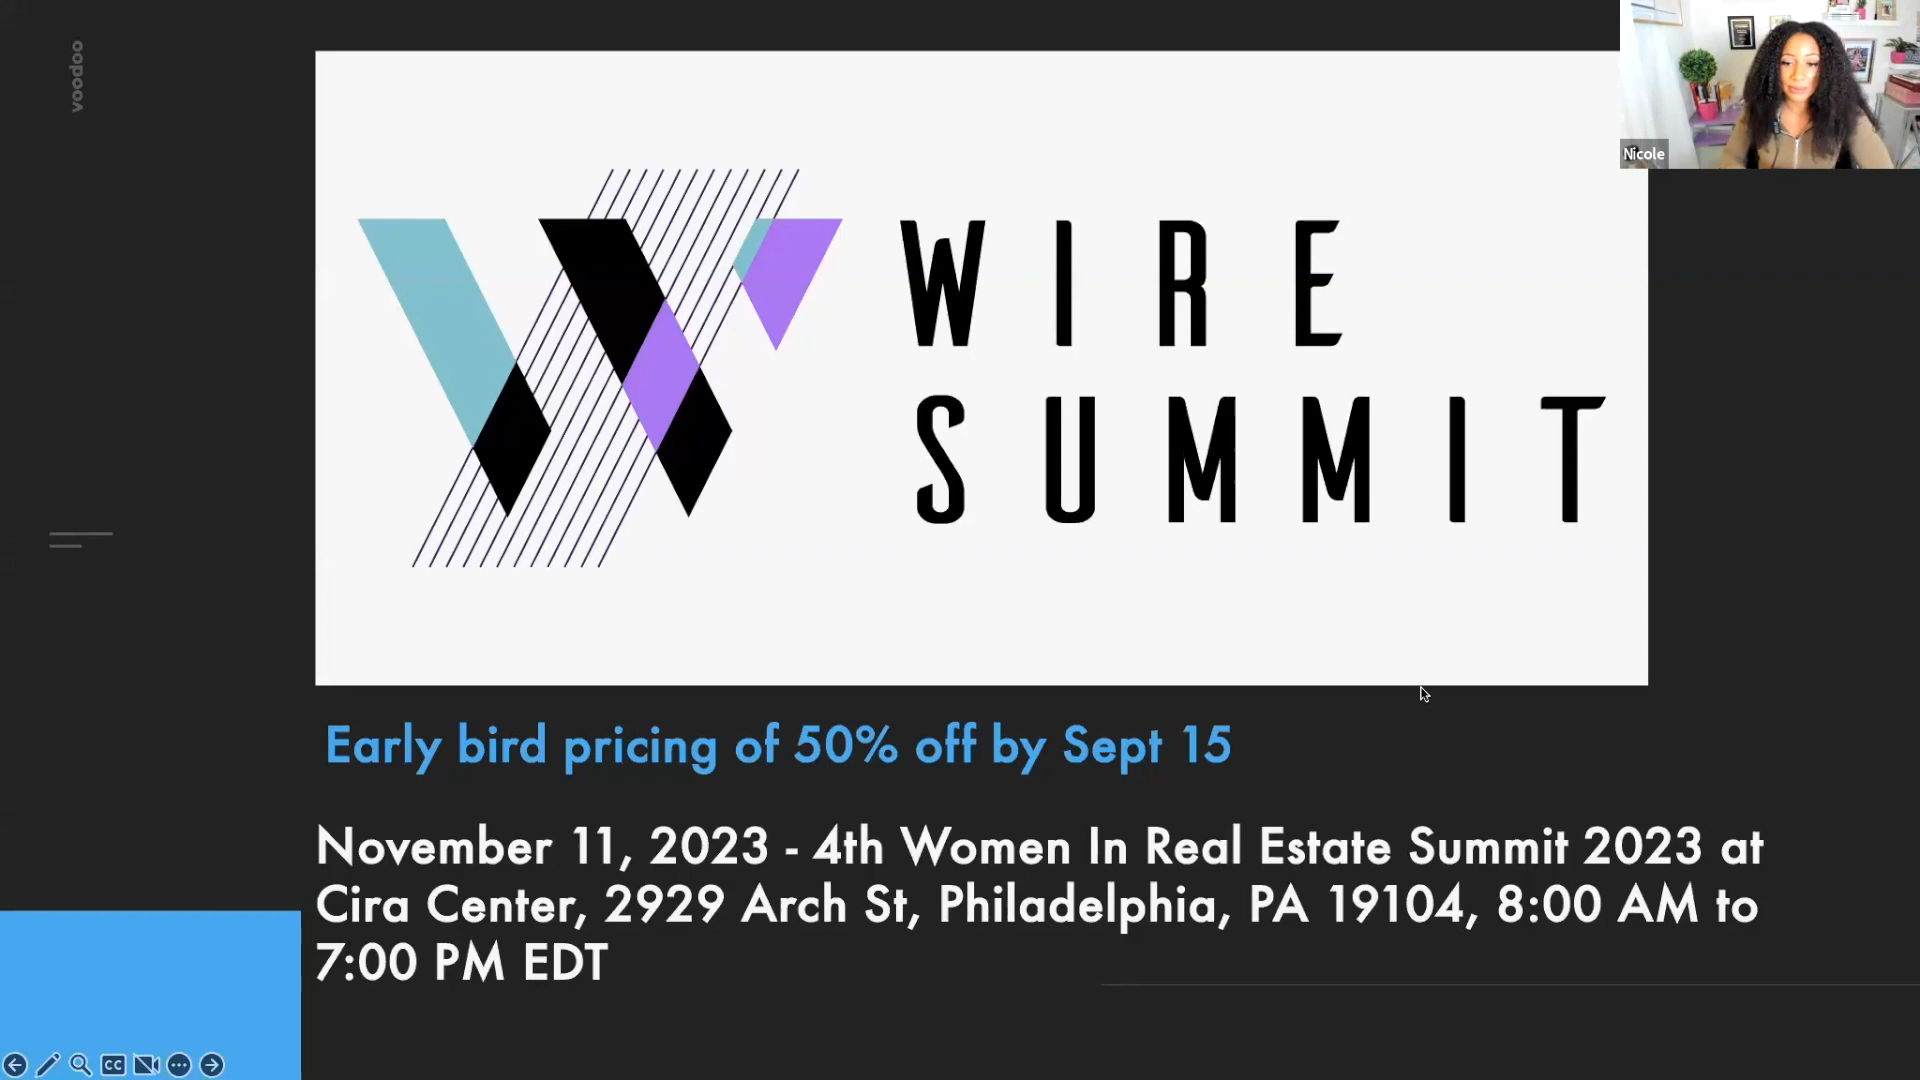 voodoo
Nicole
WIRE
SUMMIT
Early bird pricing of 50% off by Sept 15
November 11, 2023 - 4th Women In Real Estate Summit 2023 at
Cira Center, 2929 Arch St, Philadelphia, PA 19104, 8:00 AM to
7:00 PM EDT
CC